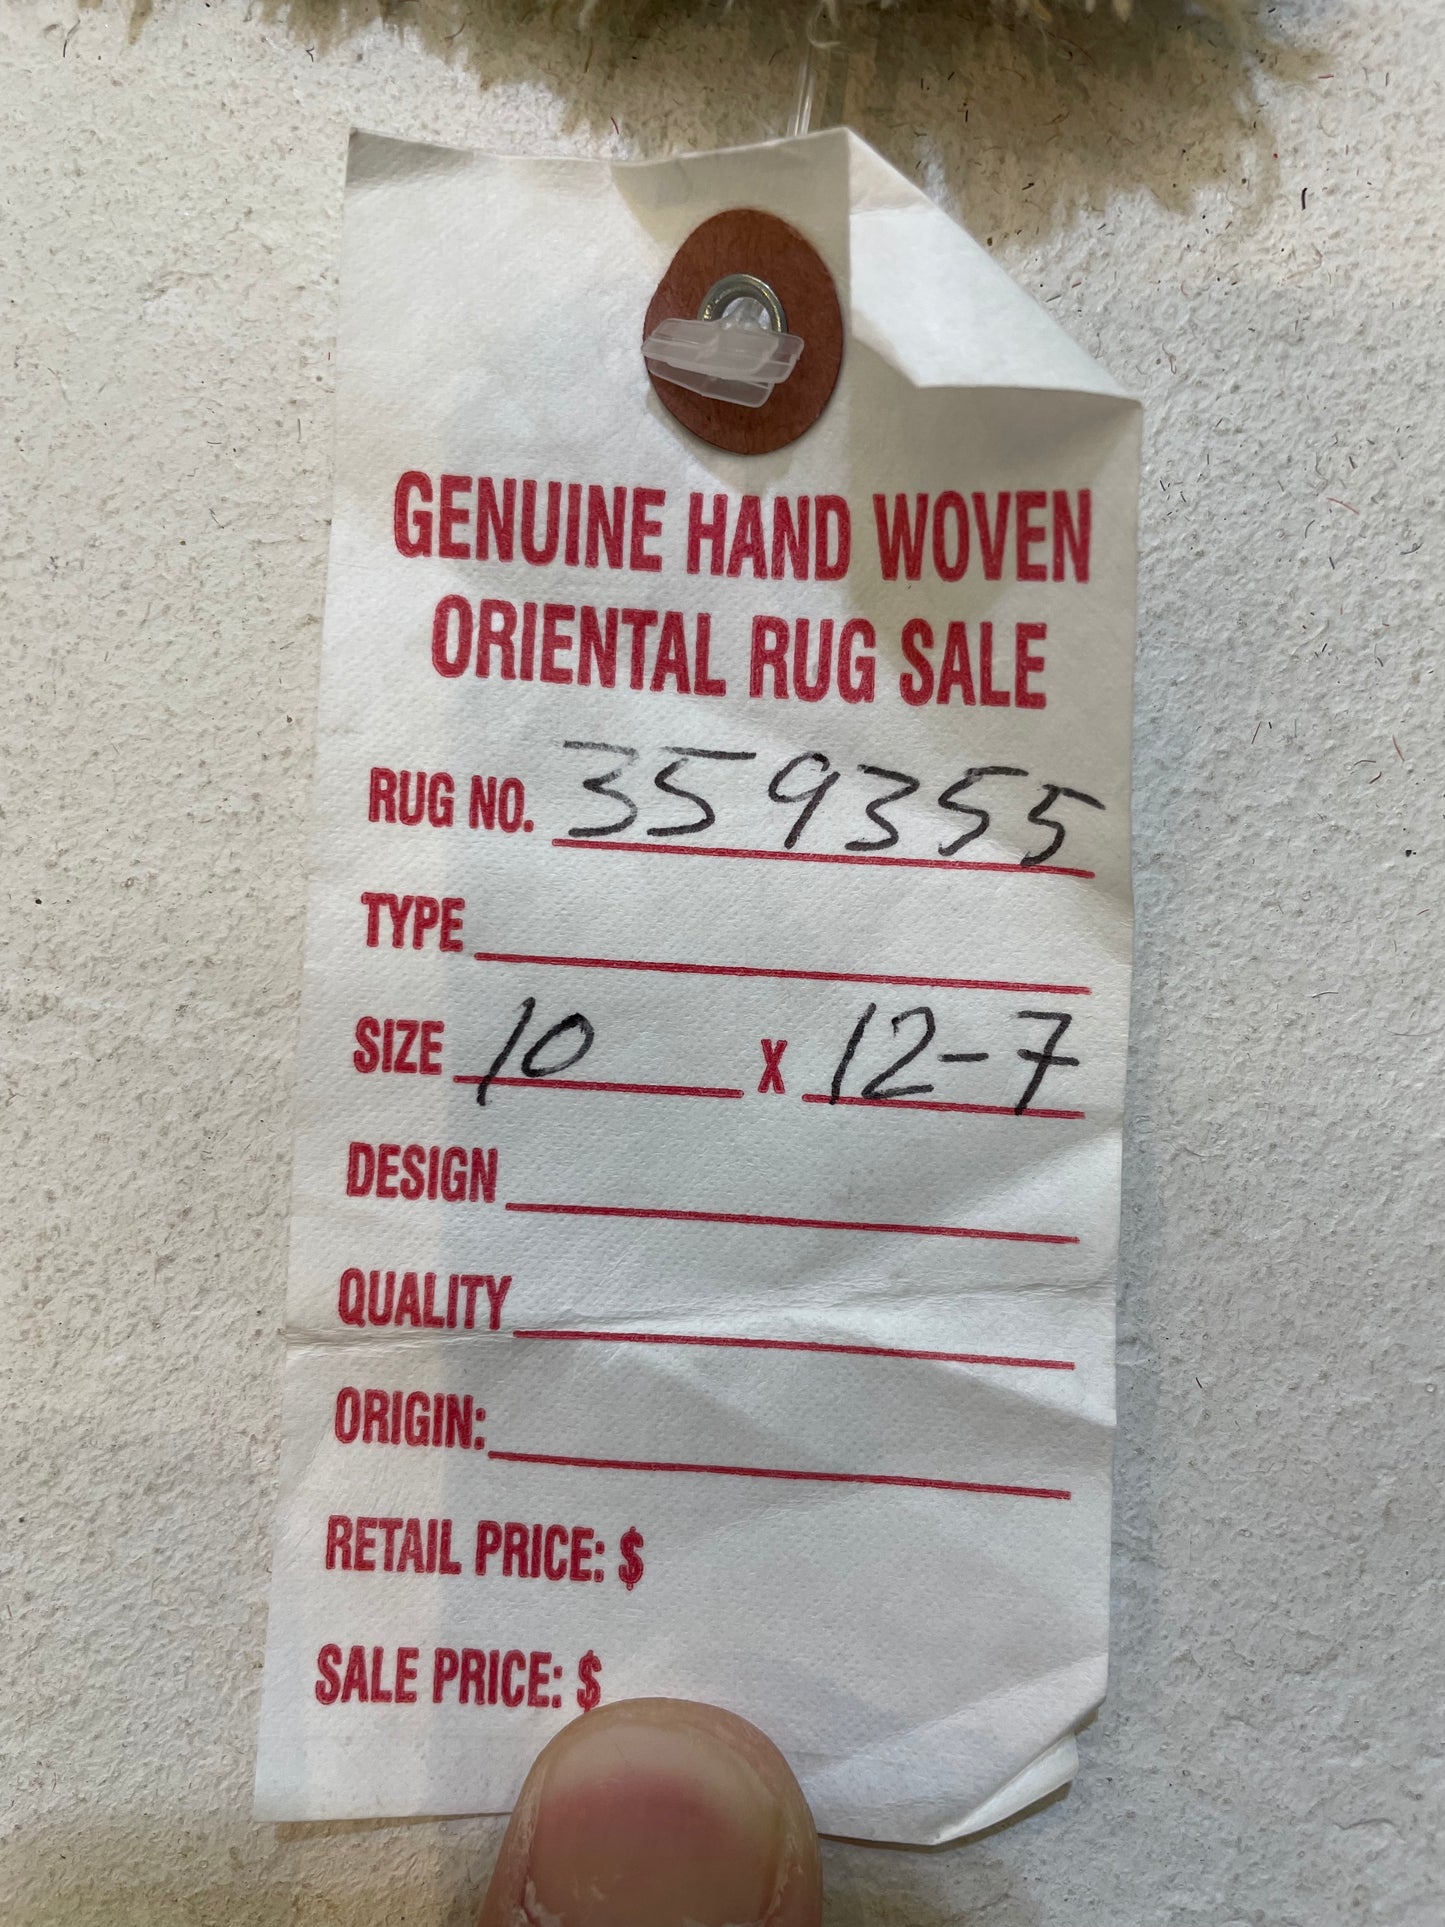 GENUINE HAND WOVEN
ORIENTAL RUG SALE
RUG NO. 359355
TYPE
SIZE 10 X 12-7
DESIGN
QUALITY
ORIGIN:
RETAIL PRICE: $
SALE PRICE: $